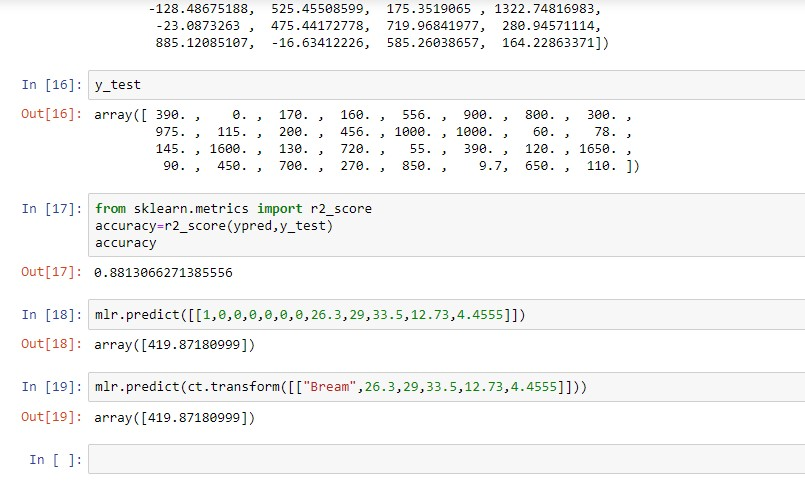 -128.48675188,  525.45508599,  175.3519065 , 1322.74816983,
-23.0873263 ,  475.44172778,  719.96841977,  280.94571114,
885.12085107,  -16.63412226,  585.26038657,  164.22863371])
In [16]: y_test
Out[16]: array([ 390. ,    0. ,  170. ,  160. ,  556. ,  900. ,  800. ,  300. ,
975. ,  115. ,  200. ,  456. , 1000. , 1000. ,   60. ,   78. ,
145. , 1600. ,  130. ,  720. ,   55. ,  390. ,  120. , 1650. ,
90. ,  450. ,  700. ,  270. ,  850. ,    9.7,  650. ,  110. ])
In [17]: from sklearn.metrics import r2_score
accuracy=r2_score(ypred,y_test)
accuracy
Out[17]: 0.8813066271385556
In [18]: mlr.predict([[1,0,0,0,0,0,0,26.3,29,33.5,12.73,4.4555]])
Out[18]: array([419.87180999])
In [19]: mlr.predict(ct.transform([["Bream",26.3,29,33.5,12.73,4.4555]]))
Out[19]: array([419.87180999])
In [ ]: